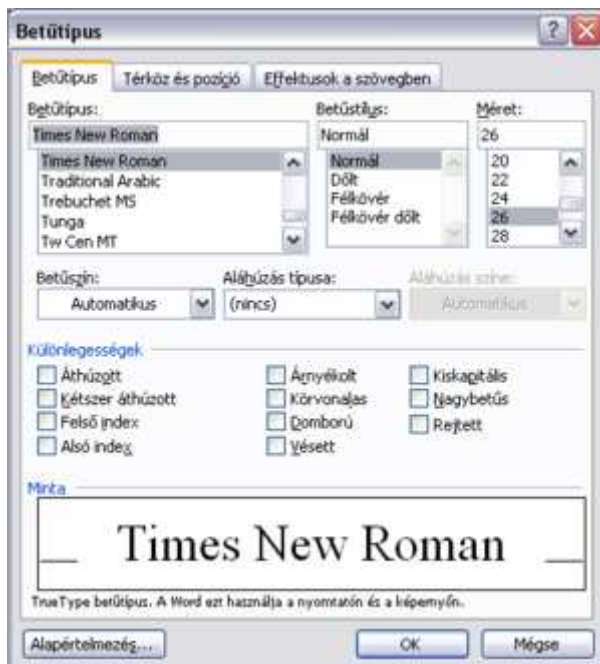 Betűtípus
Betűtípus Térköz és pozíció Effektusok a szövegben
Betűtípus: Betűstílus: Méret:
Times New Roman Normál 26
Times New Roman Normál 20
Traditional Arabic Dőlt 22
Trebuchet MS Félkövér 24
Tunga Félkövér dőlt 26
Tw Cen MT 28
Betűszín: Aláhúzás típusa: Aláhúzás színe:
Automatikus (nincs) Automatikus
Különlegességek
Áthúzott Árnyékolt Kiskapitális
Kétszer áthúzott Körvonalas Nagybetűs
Felső index Domború Rejtett
Alsó index Vésett
Minta
Times New Roman
TrueType betűtípus. A Word ezt használja a nyomtatón és a képernyőn.
Alapértelmezés... OK Mégse